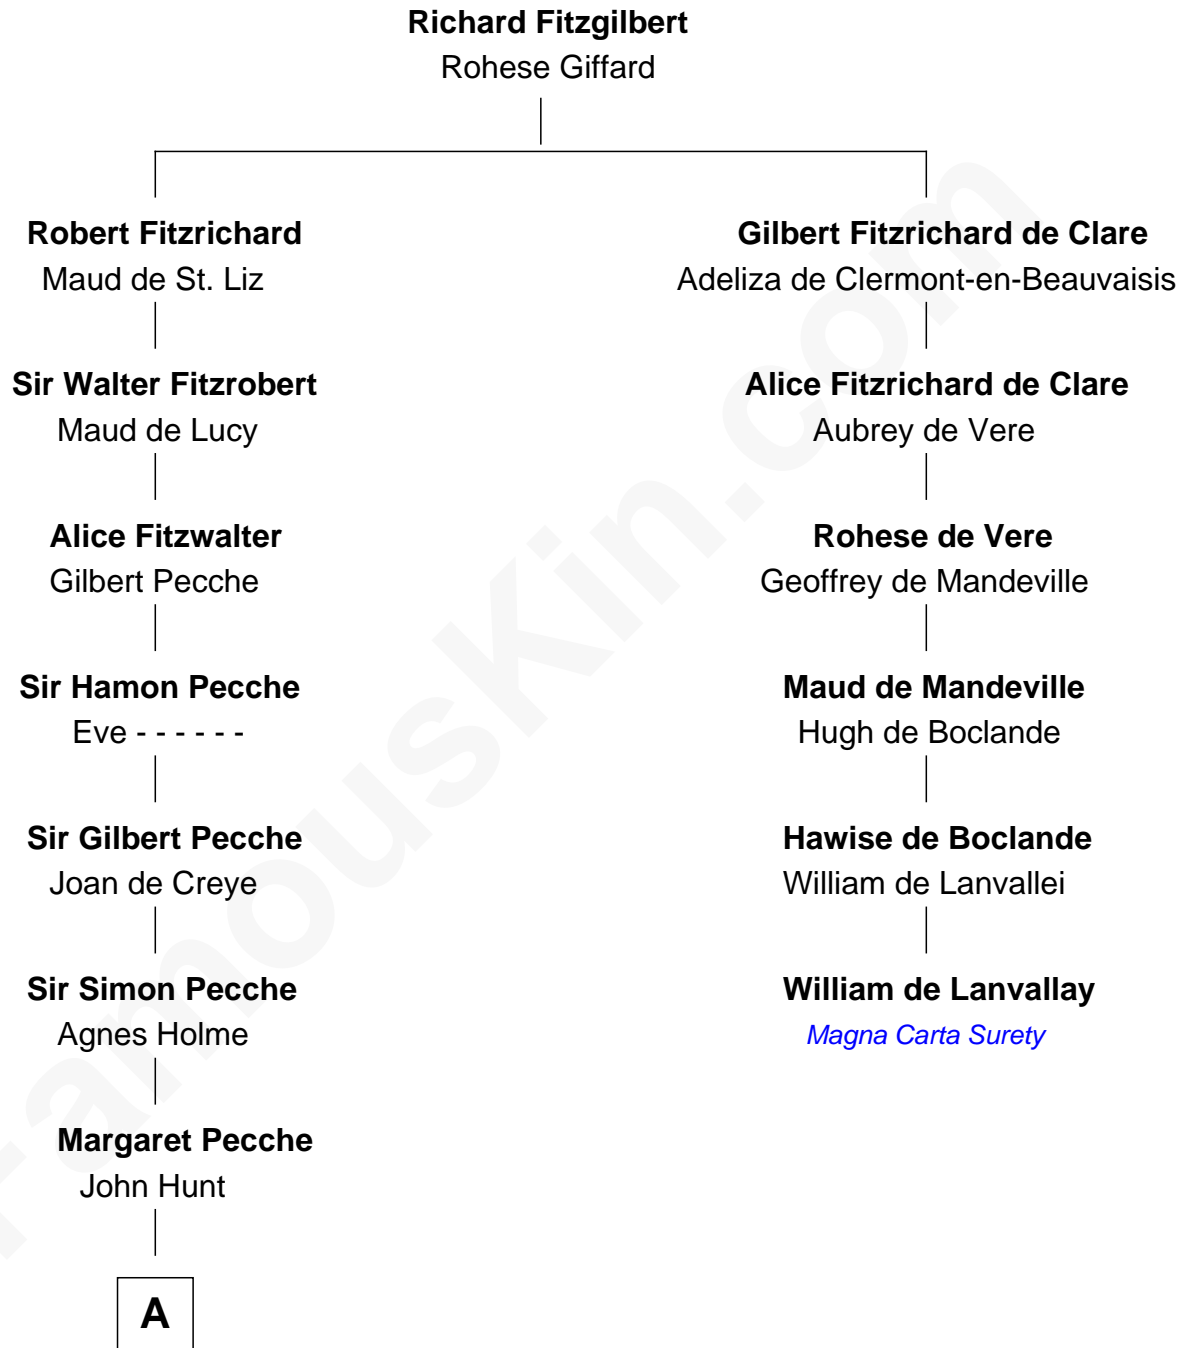 Richard Fitzgilbert
Rohese Giffard
Robert Fitzrichard
Maud de St. Liz
Gilbert Fitzrichard de Clare
Adeliza de Clermont-en-Beauvaisis
Sir Walter Fitzrobert
Maud de Lucy
Alice Fitzrichard de Clare
Aubrey de Vere
Alice Fitzwalter
Gilbert Pecche
Rohese de Vere
Geoffrey de Mandeville
Sir Hamon Pecche
Eve - - - - - -
Maud de Mandeville
Hugh de Boclande
Sir Gilbert Pecche
Joan de Creye
Hawise de Boclande
William de Lanvallei
Sir Simon Pecche
Agnes Holme
William de Lanvallay
Magna Carta Surety
Margaret Pecche
John Hunt
A
FamousKin.com